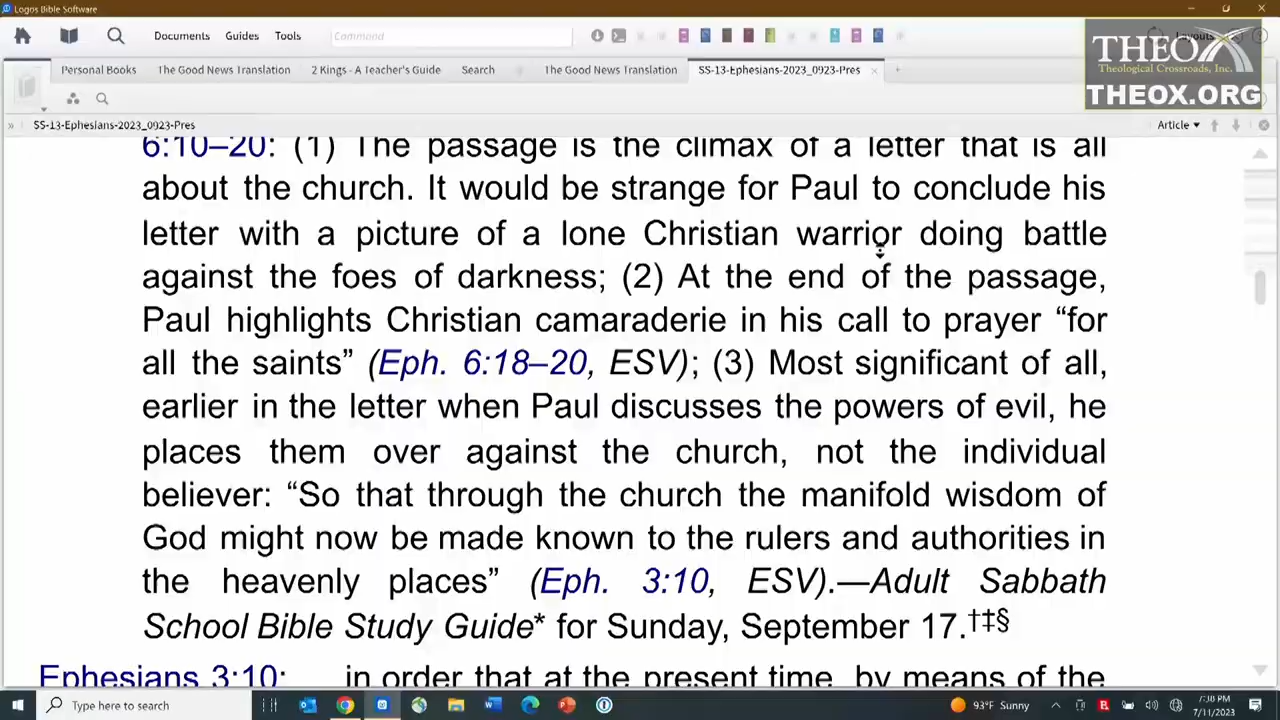 Logos Bible Software
Documents Guides Tools Command Layouts
THEOX
Theological Crossroads, Inc.
THEOX.ORG
Personal Books The Good News Translation 2 Kings - A Teacher's Guide The Good News Translation SS-13-Ephesians-2023_0923-Pres
» SS-13-Ephesians-2023_0923-Pres Article
6:10–20: (1) The passage is the climax of a letter that is all
about the church. It would be strange for Paul to conclude his
letter with a picture of a lone Christian warrior doing battle
against the foes of darkness; (2) At the end of the passage,
Paul highlights Christian camaraderie in his call to prayer “for
all the saints” (Eph. 6:18–20, ESV); (3) Most significant of all,
earlier in the letter when Paul discusses the powers of evil, he
places them over against the church, not the individual
believer: “So that through the church the manifold wisdom of
God might now be made known to the rulers and authorities in
the heavenly places” (Eph. 3:10, ESV).—Adult Sabbath
School Bible Study Guide* for Sunday, September 17.†‡§
Ephesians 3:10: in order that at the present time, by means of the
Type here to search 93°F Sunny 7:38 PM
7/11/2023